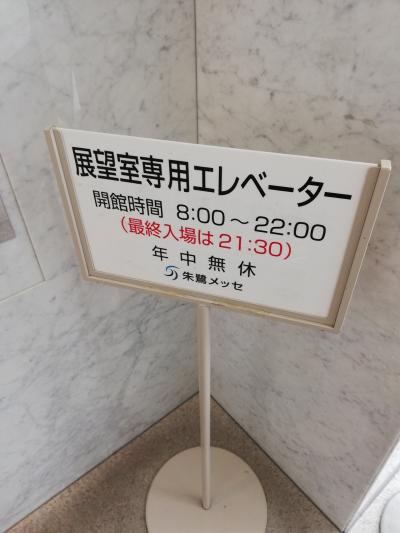 展望室専用エレベーター
開館時間 8:00～22:00
（最終入場は21:30）
年中無休
朱鷺メッセ